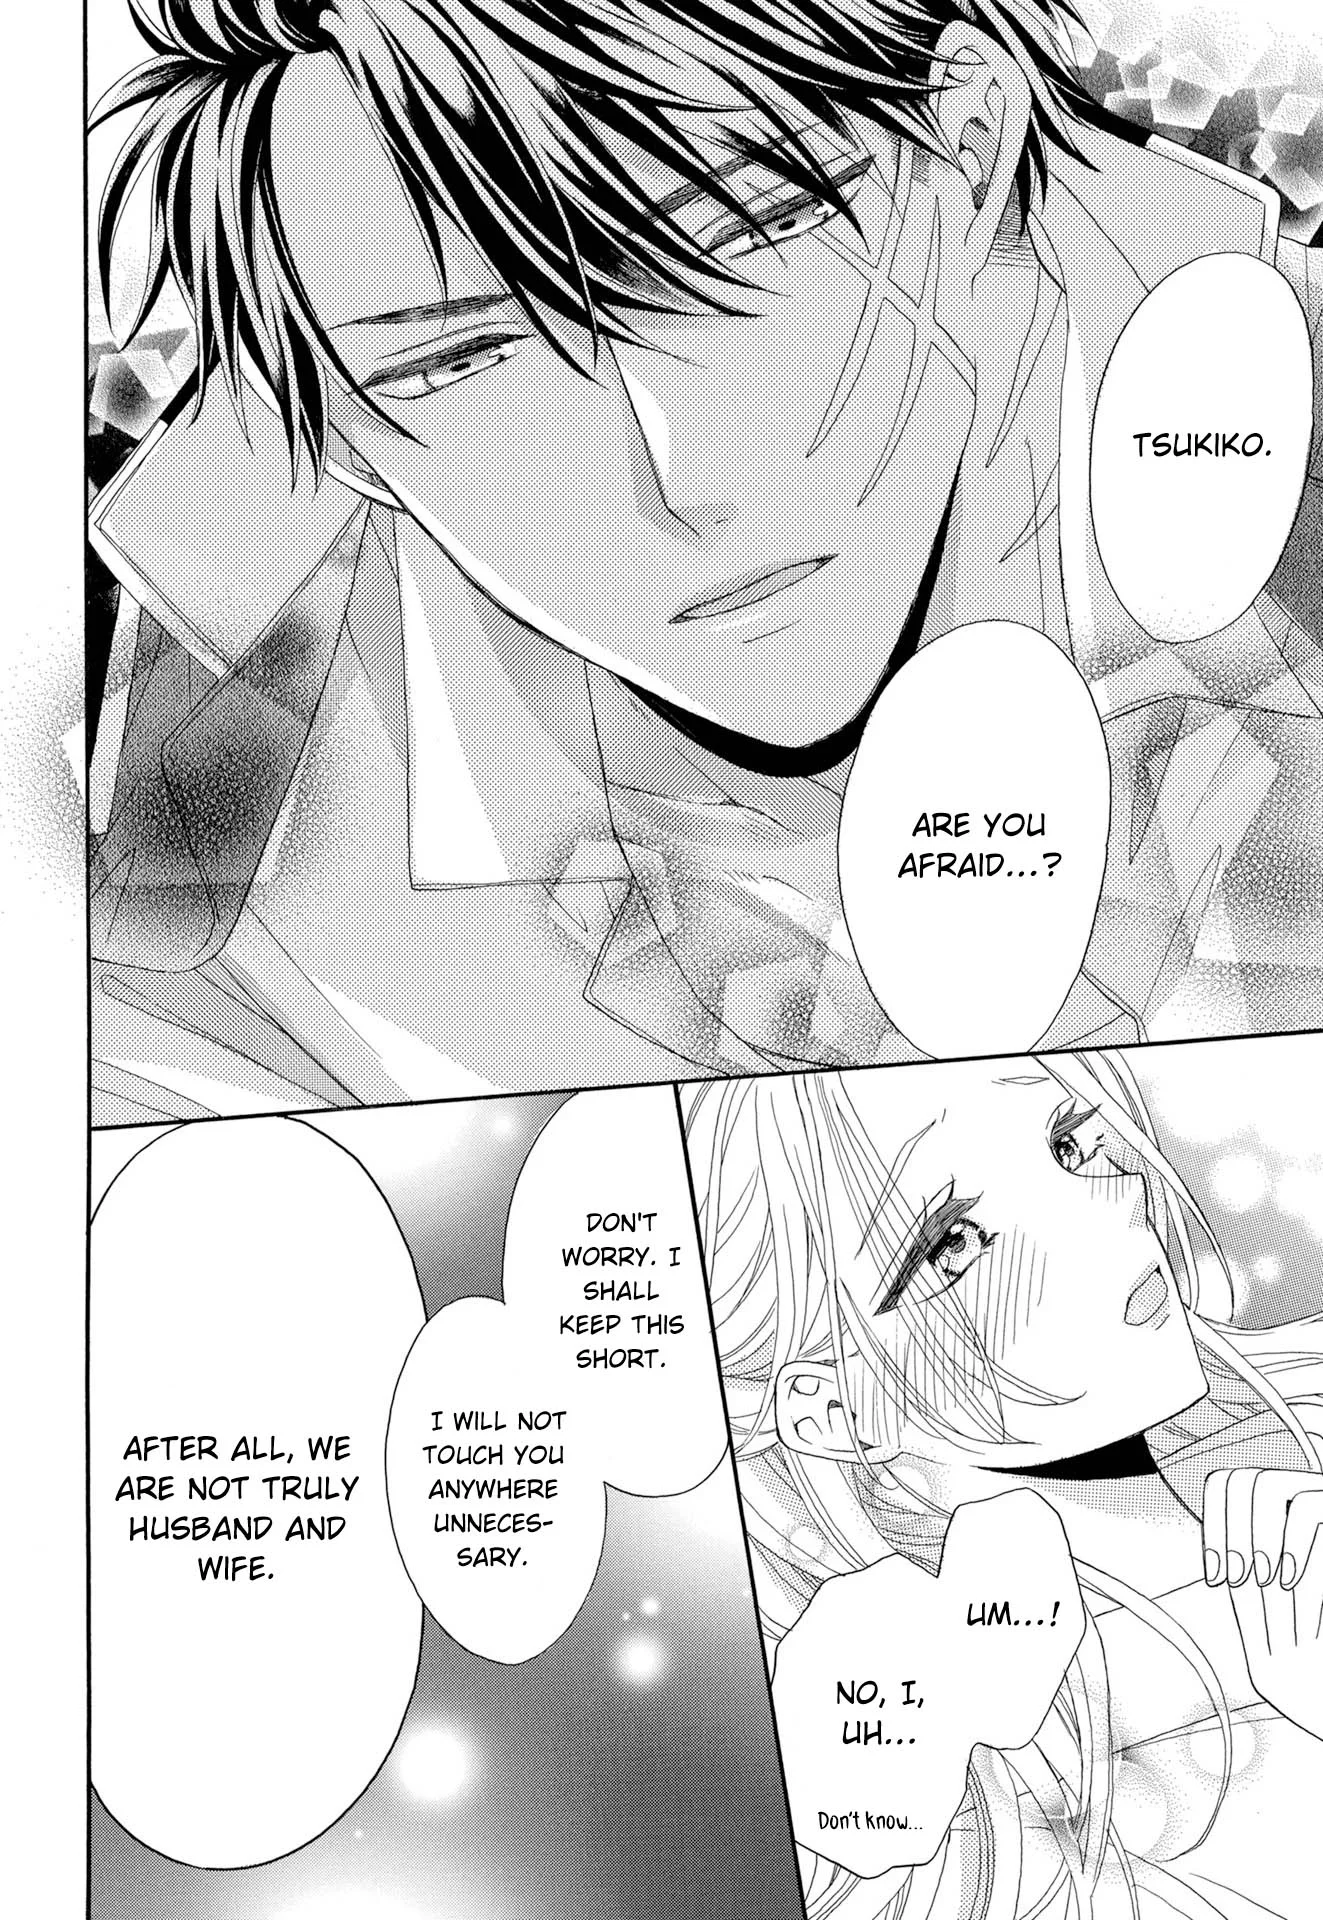 TSUKIKO.
ARE YOU
AFRAID...?
UM...!
NO, I,
UH...
Don't know...
DON'T
WORRY. I
SHALL
KEEP THIS
SHORT.
I WILL NOT
TOUCH YOU
ANYWHERE
UNNECES-
SARY.
AFTER ALL, WE
ARE NOT TRULY
HUSBAND AND
WIFE.